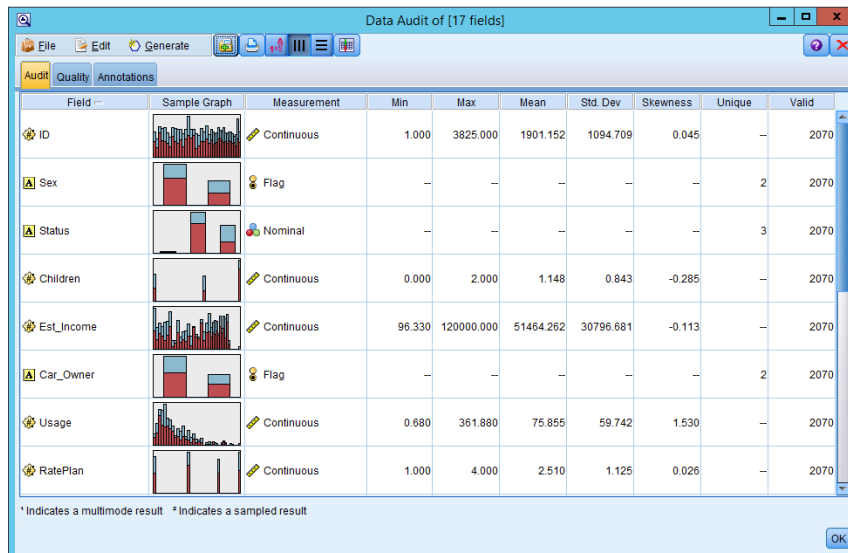 Data Audit of [17 fields]
File Edit Generate
Audit Quality Annotations
Field Sample Graph Measurement Min Max Mean Std. Dev Skewness Unique Valid
ID Continuous 1.000 3825.000 1901.152 1094.709 0.045 -- 2070
A Sex Flag -- -- -- -- -- 2 2070
A Status Nominal -- -- -- -- -- 3 2070
Children Continuous 0.000 2.000 1.148 0.843 -0.285 -- 2070
Est_Income Continuous 96.330 120000.000 51464.262 30796.681 -0.113 -- 2070
A Car_Owner Flag -- -- -- -- -- 2 2070
Usage Continuous 0.680 361.880 75.855 59.742 1.530 -- 2070
RatePlan Continuous 1.000 4.000 2.510 1.125 0.026 -- 2070
¹ Indicates a multimode result ² Indicates a sampled result
OK